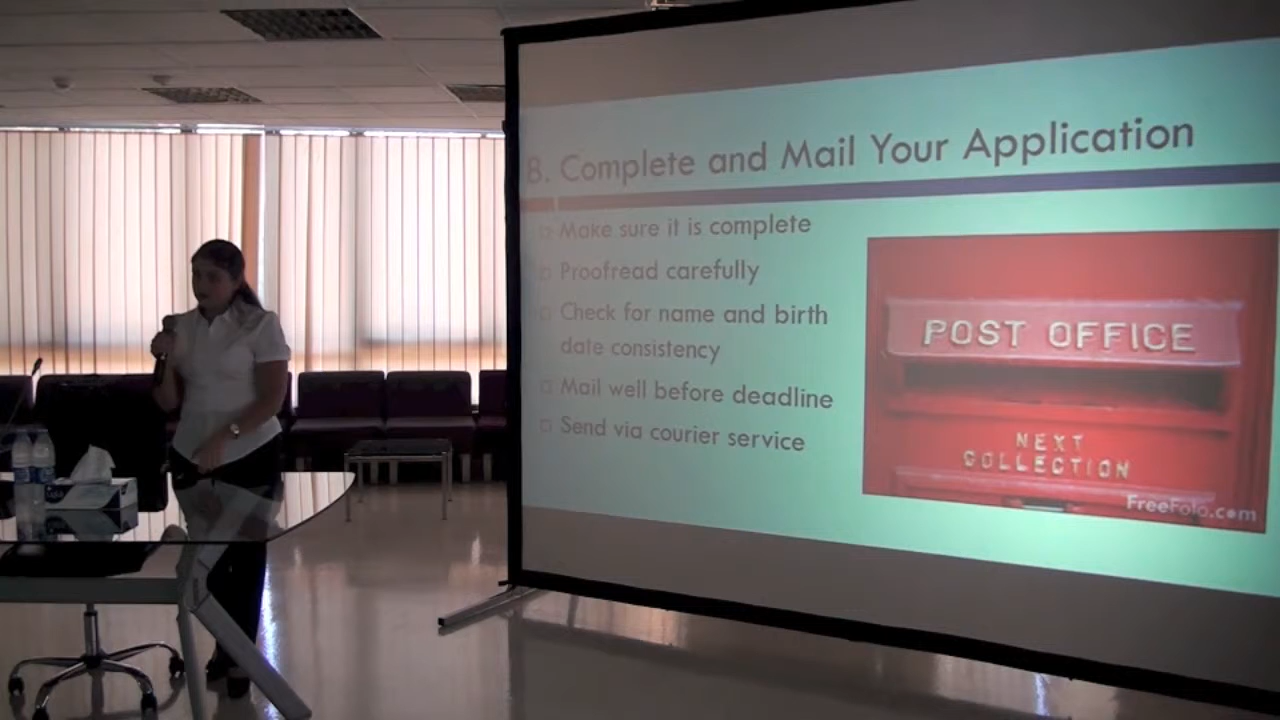 8. Complete and Mail Your Application
Make sure it is complete
Proofread carefully
Check for name and birth
date consistency
Mail well before deadline
Send via courier service
POST OFFICE
NEXT
COLLECTION
FreeFoto.com